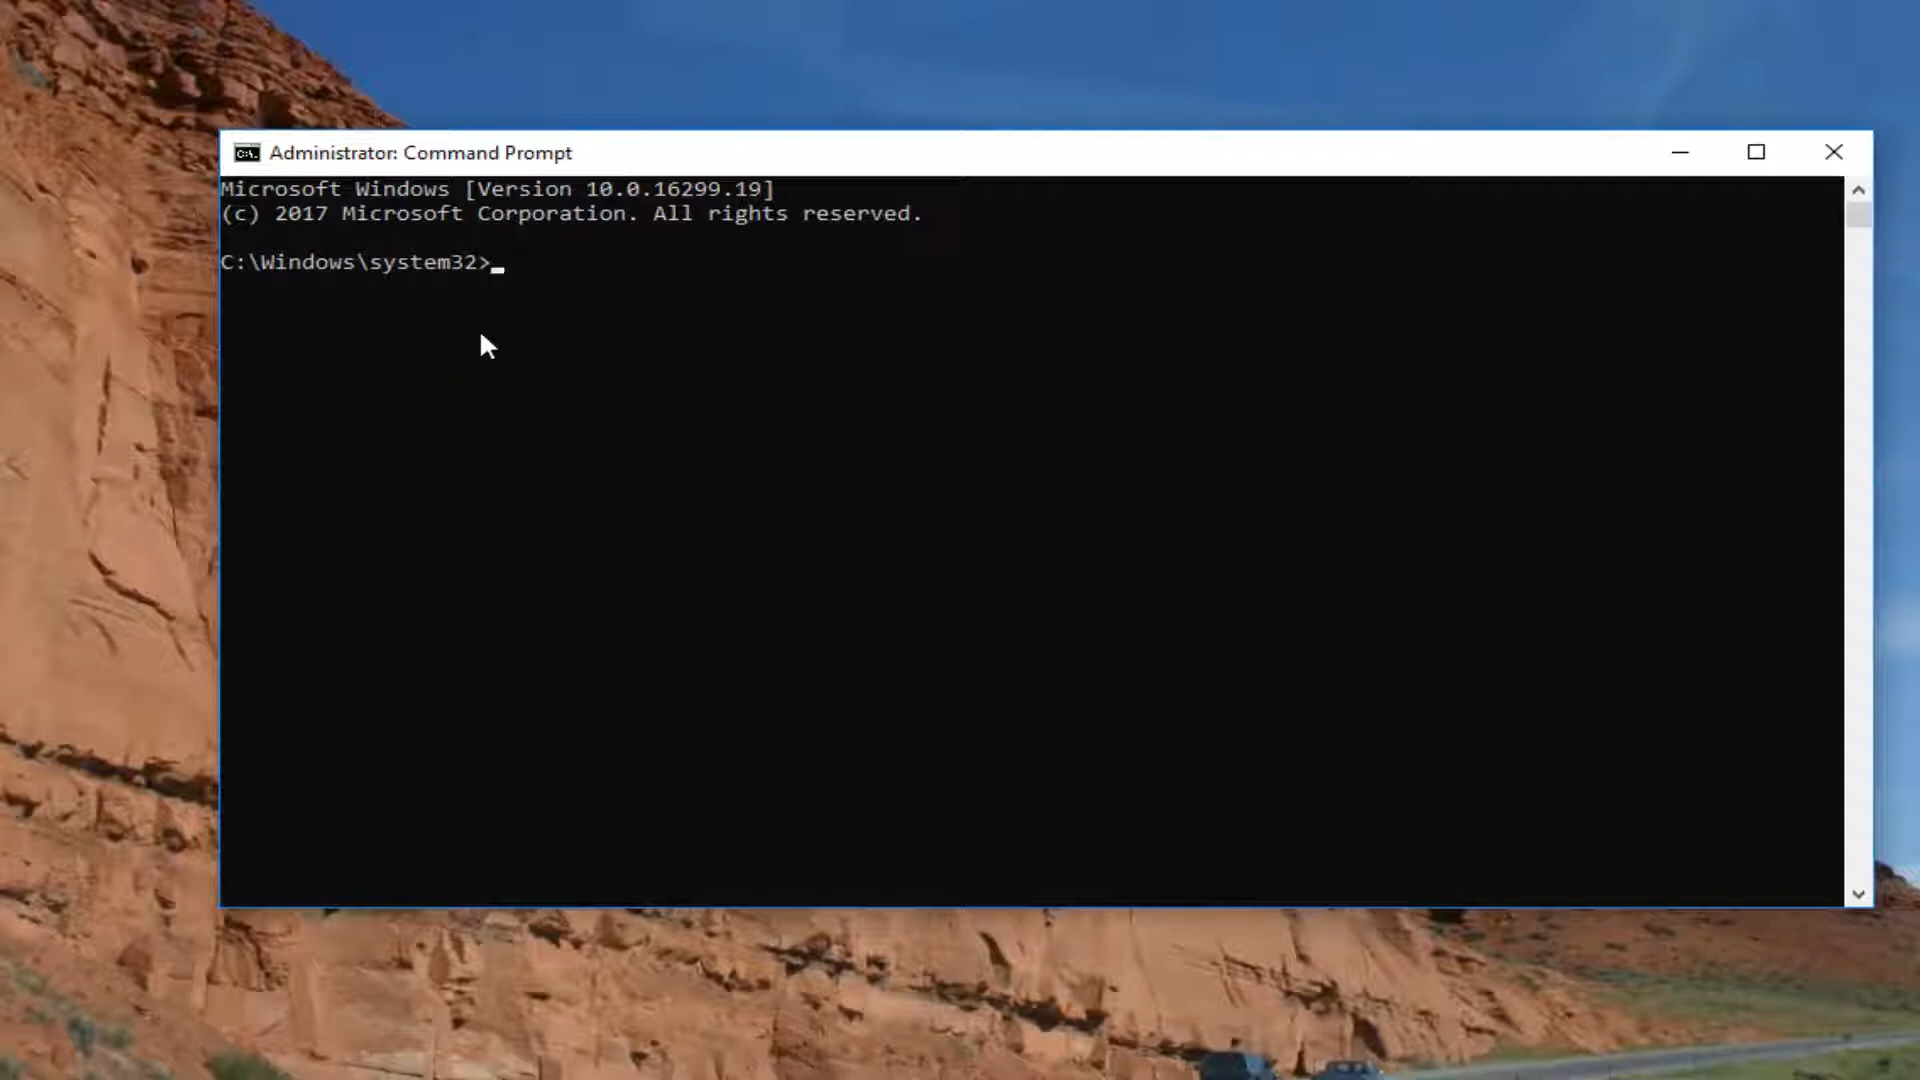 Administrator: Command Prompt
Microsoft Windows [Version 10.0.16299.19]
(c) 2017 Microsoft Corporation. All rights reserved.
C:\Windows\system32>